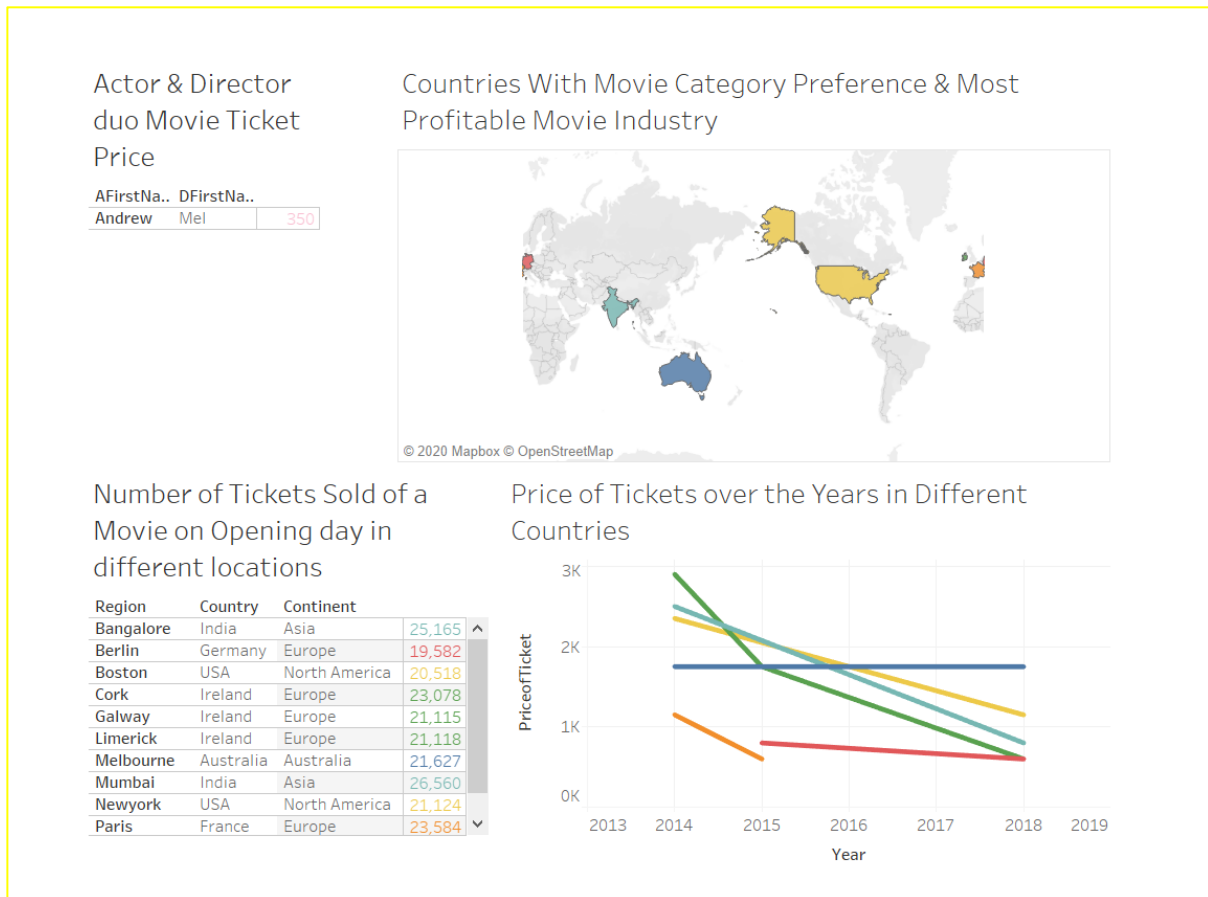 Actor & Director
duo Movie Ticket
Price
AFirstNa.. DFirstNa..
Andrew Mel 350
Countries With Movie Category Preference & Most
Profitable Movie Industry
© 2020 Mapbox © OpenStreetMap
Number of Tickets Sold of a
Movie on Opening day in
different locations
Region Country Continent
Bangalore India Asia 25,165
Berlin Germany Europe 19,582
Boston USA North America 20,518
Cork Ireland Europe 23,078
Galway Ireland Europe 21,115
Limerick Ireland Europe 21,118
Melbourne Australia Australia 21,627
Mumbai India Asia 26,560
Newyork USA North America 21,124
Paris France Europe 23,584
Price of Tickets over the Years in Different
Countries
3K
2K
1K
0K
PriceofTicket
2013 2014 2015 2016 2017 2018 2019
Year